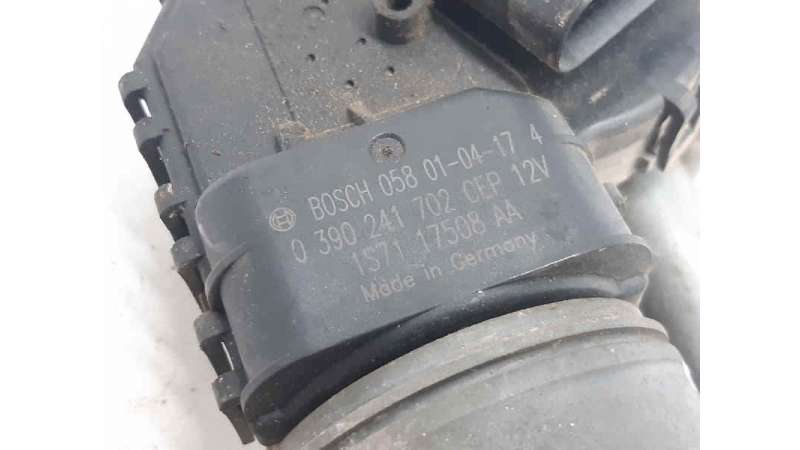 BOSCH 058 01-04-17 4
0 390 241 702 CEP 12V
1S71 17508 AA
Made in Germany